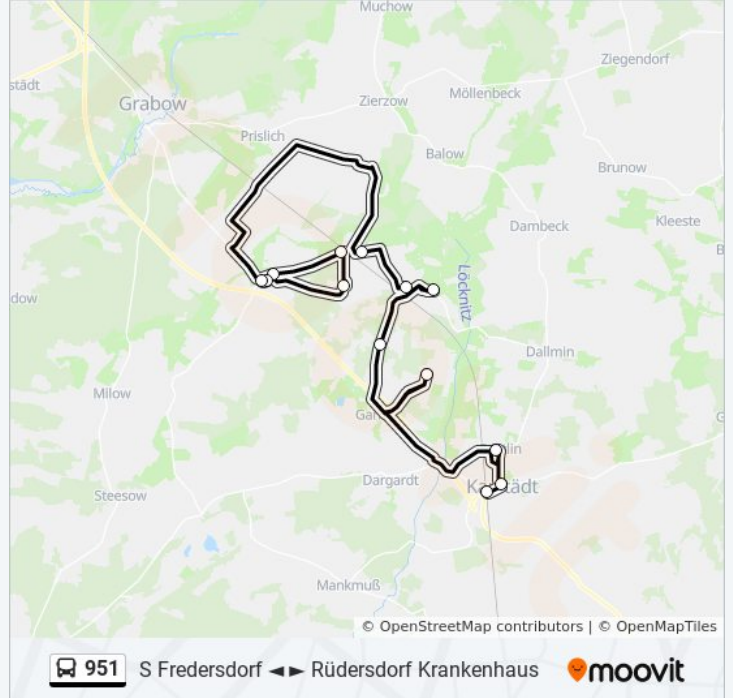 Muchow
Ziegendorf
städt
Möllenbeck
Grabow
Zierzow
Prislich
Balow
Brunow
Dambeck
Kleeste
Löcknitz
dow
Dallmin
Milow
Dargardt
Steesow
Mankmuß
© OpenStreetMap contributors | © OpenMapTiles
951 S Fredersdorf ◄ ► Rüdersdorf Krankenhaus moovit